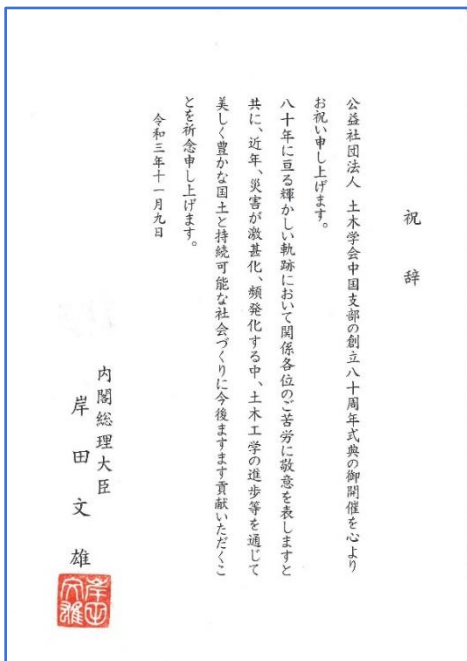 祝辞
公益社団法人 土木学会中国支部の創立八十周年式典の御開催を心より
お祝い申し上げます。
八十年に亘る輝かしい軌跡において関係各位のご苦労に敬意を表しますと
共に、近年、災害が激甚化、頻発化する中、土木工学の進歩等を通じて
美しく豊かな国土と持続可能な社会づくりに今後ますます貢献いただくこ
とを祈念申し上げます。
令和三年十一月九日
内閣総理大臣
岸田文雄
岸田文雄